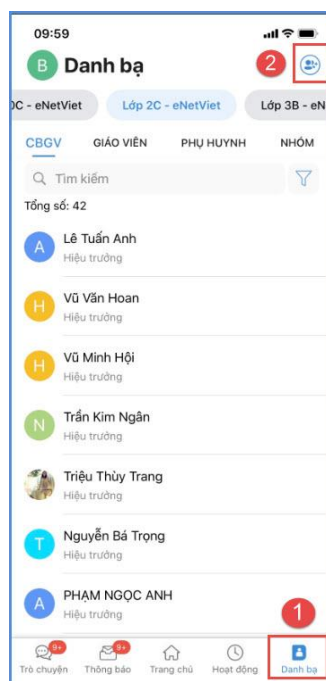 09:59
B Danh bạ 2
0C - eNetViet Lớp 2C - eNetViet Lớp 3B - eN
CBGV GIÁO VIÊN PHỤ HUYNH NHÓM
Tìm kiếm
Tổng số: 42
A Lê Tuấn Anh
Hiệu trưởng
H Vũ Văn Hoan
Hiệu trưởng
H Vũ Minh Hội
Hiệu trưởng
N Trần Kim Ngân
Hiệu trưởng
Triệu Thùy Trang
Hiệu trưởng
T Nguyễn Bá Trọng
Hiệu trưởng
A PHẠM NGỌC ANH
Hiệu trưởng
1
9+ 9+
Trò chuyện Thông báo Trang chủ Hoạt động Danh bạ